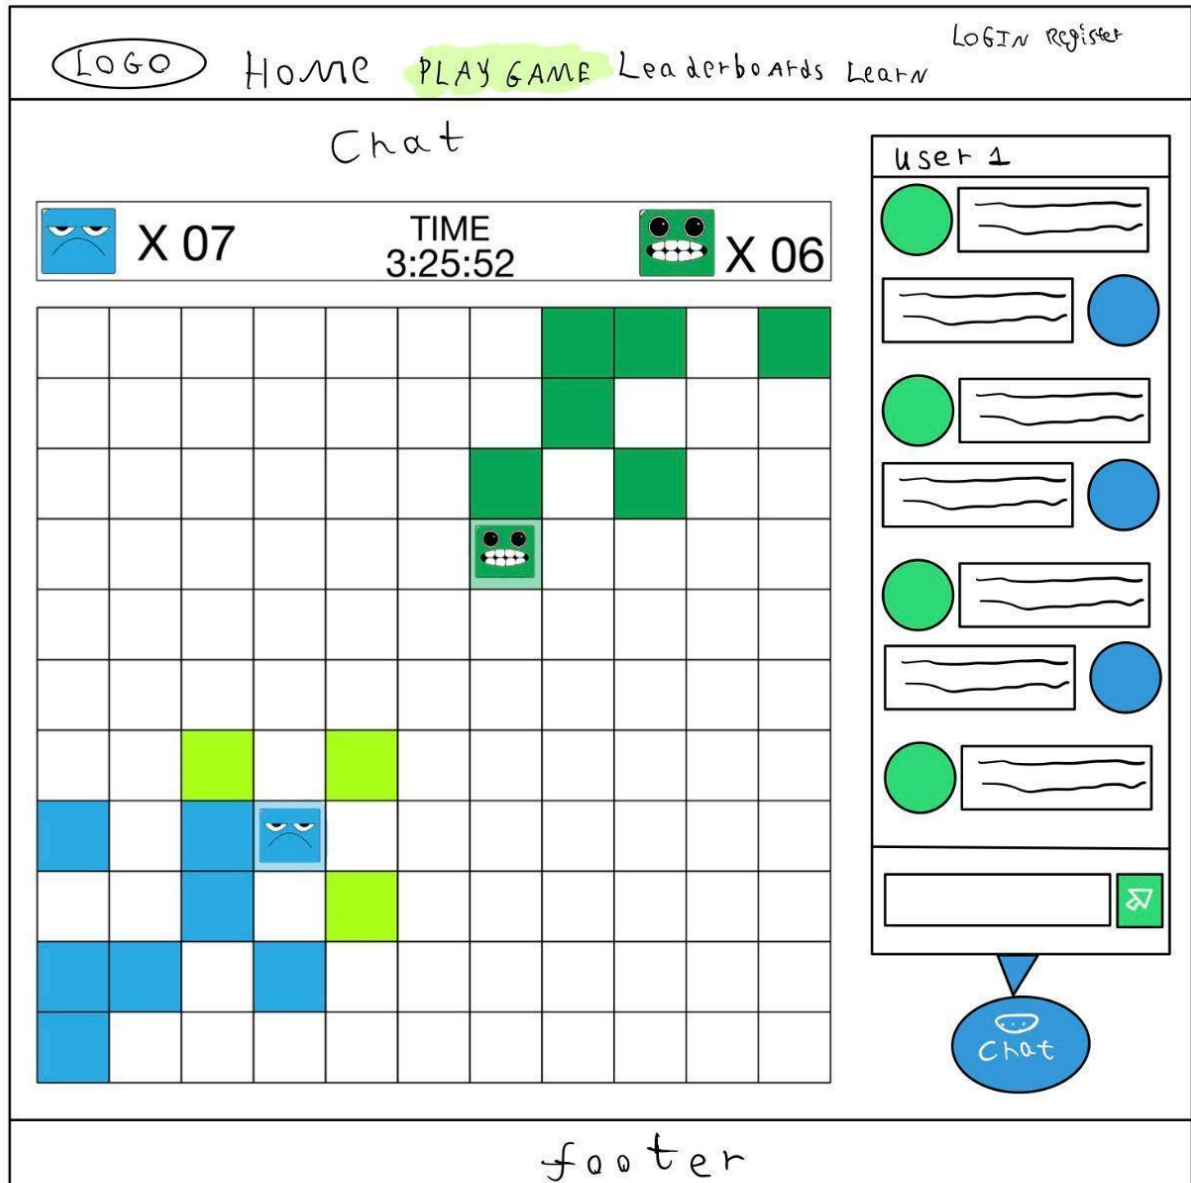 LOGIN Register
LOGO Home PLAY GAME Leaderboards Learn
Chat
user 1
X 07
TIME
3:25:52
X 06
Chat
footer